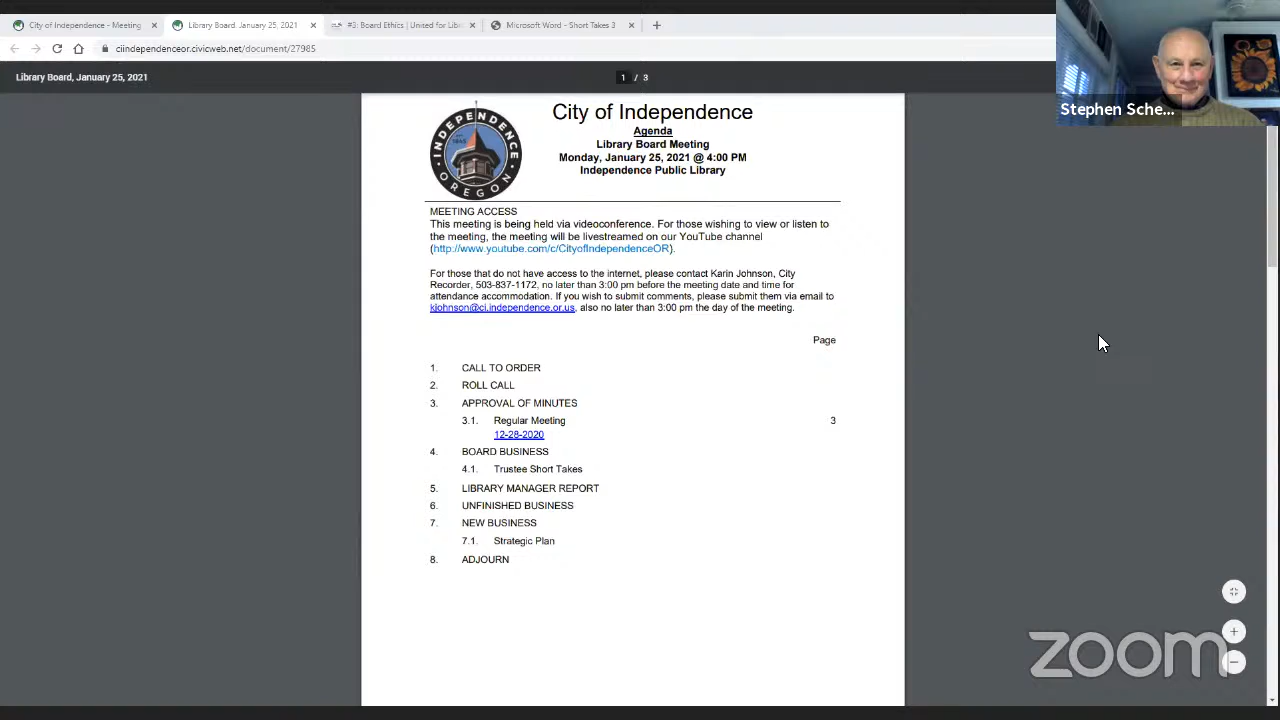 City of Independence - Meeting
Library Board January 25, 2021
#3: Board Ethics | United for Libr
Microsoft Word - Short Takes 3
ciindependenceor.civicweb.net/document/27985
Library Board, January 25, 2021
1 / 3
Stephen Sche...
INDEPENDENCE
OREGON
City of Independence
Agenda
Library Board Meeting
Monday, January 25, 2021 @ 4:00 PM
Independence Public Library
MEETING ACCESS
This meeting is being held via videoconference. For those wishing to view or listen to
the meeting, the meeting will be livestreamed on our YouTube channel
(http://www.youtube.com/c/CityofIndependenceOR).
For those that do not have access to the internet, please contact Karin Johnson, City
Recorder, 503-837-1172, no later than 3:00 pm before the meeting date and time for
attendance accommodation. If you wish to submit comments, please submit them via email to
kjohnson@ci.independence.or.us, also no later than 3:00 pm the day of the meeting.
Page
1. CALL TO ORDER
2. ROLL CALL
3. APPROVAL OF MINUTES
3.1. Regular Meeting 3
12-28-2020
4. BOARD BUSINESS
4.1. Trustee Short Takes
5. LIBRARY MANAGER REPORT
6. UNFINISHED BUSINESS
7. NEW BUSINESS
7.1. Strategic Plan
8. ADJOURN
zoom